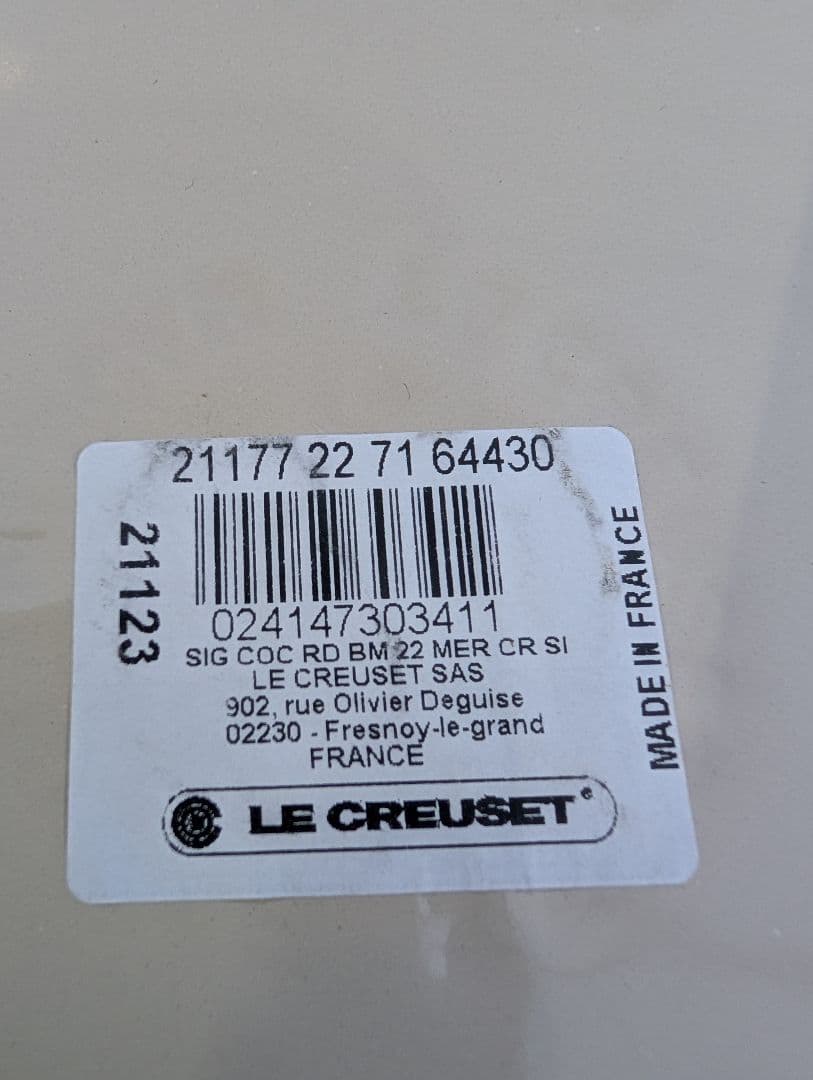 21177 22 71 64430
21123
024147303411
SIG COC RD BM 22 MER CR SI
LE CREUSET SAS
902, rue Olivier Deguise
02230 - Fresnoy-le-grand
FRANCE
MADE IN FRANCE
LE CREUSET®